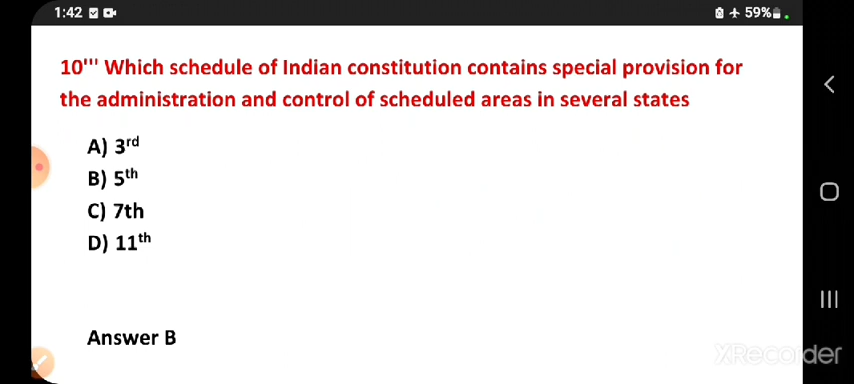 1:42
59%
10''' Which schedule of Indian constitution contains special provision for
the administration and control of scheduled areas in several states
A) 3rd
B) 5th
C) 7th
D) 11th
Answer B
XRecorder